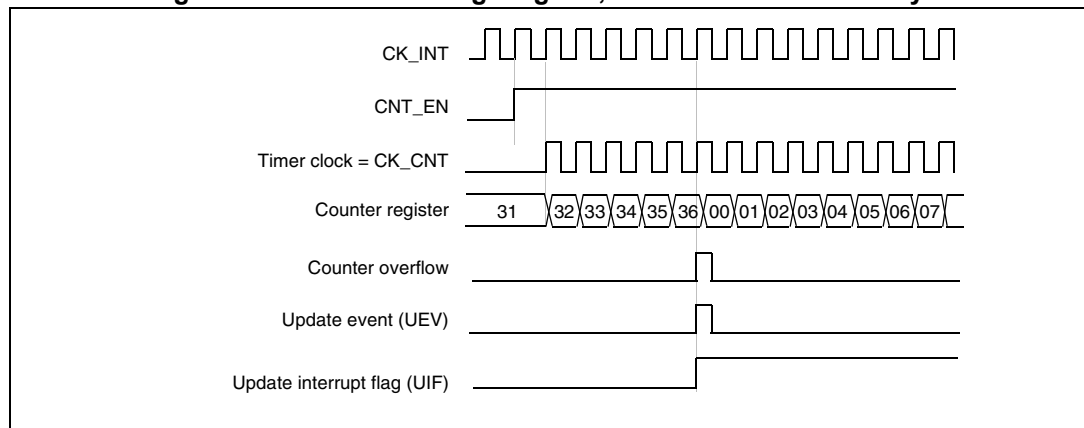 CK_INT
CNT_EN
Timer clock = CK_CNT
Counter register 31 32 33 34 35 36 00 01 02 03 04 05 06 07
Counter overflow
Update event (UEV)
Update interrupt flag (UIF)